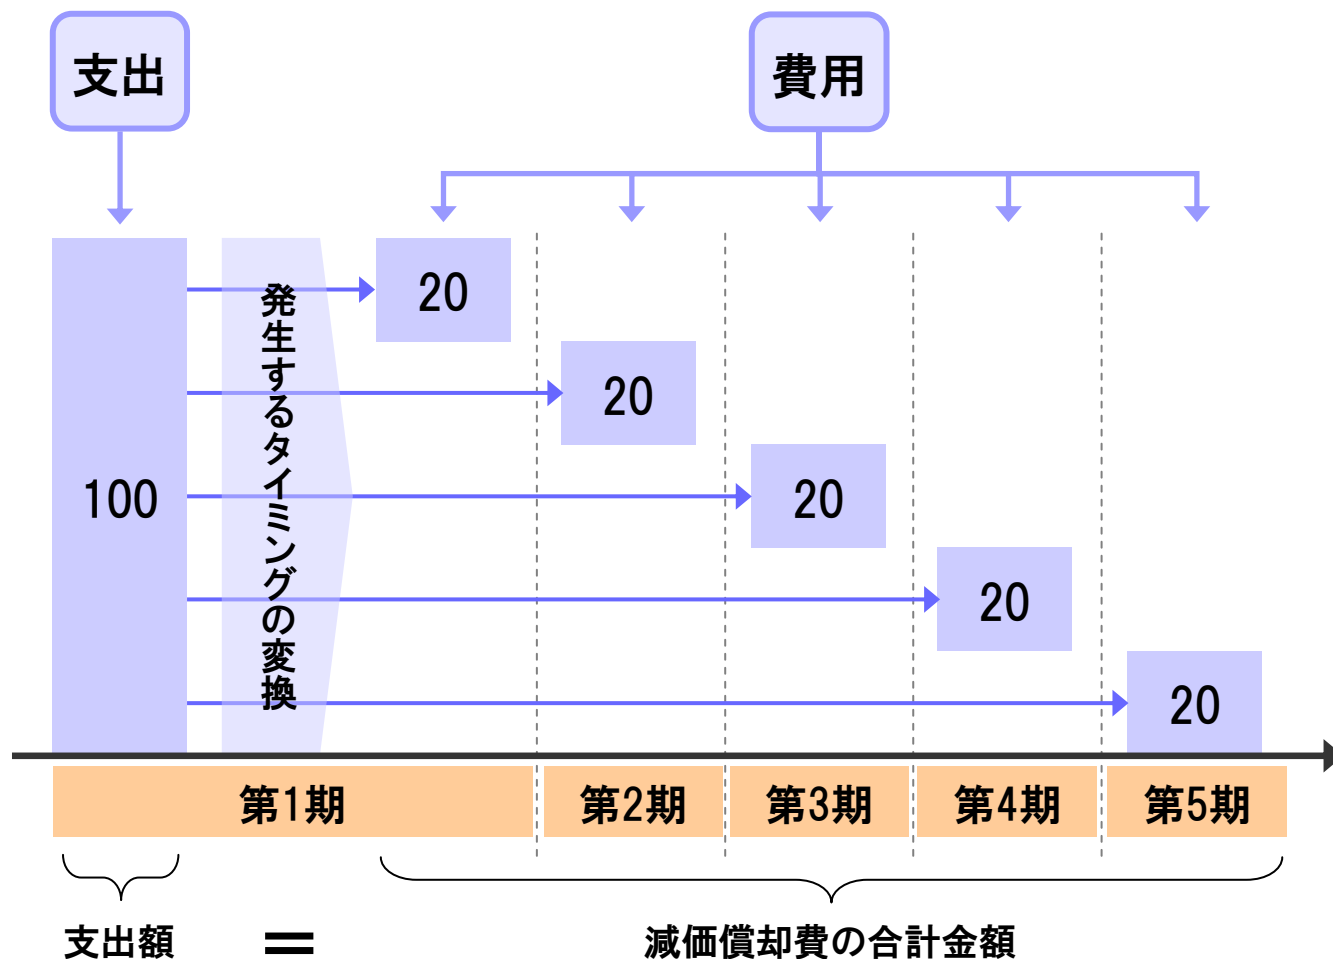 支出
費用
100
発生するタイミングの変換
20
20
20
20
20
第1期
第2期
第3期
第4期
第5期
支出額
=
減価償却費の合計金額